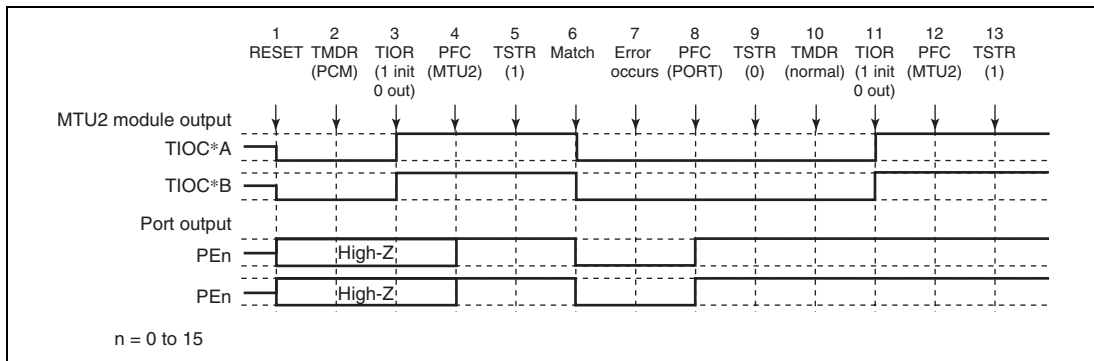 1 2 3 4 5 6 7 8 9 10 11 12 13
RESET TMDR TIOR PFC TSTR Match Error PFC TSTR TMDR TIOR PFC TSTR
(PCM) (1 init (MTU2) (1) occurs (PORT) (0) (normal) (1 init (MTU2) (1)
0 out) 0 out)
MTU2 module output
TIOC*A
TIOC*B
Port output
PEn High-Z
PEn High-Z
n = 0 to 15